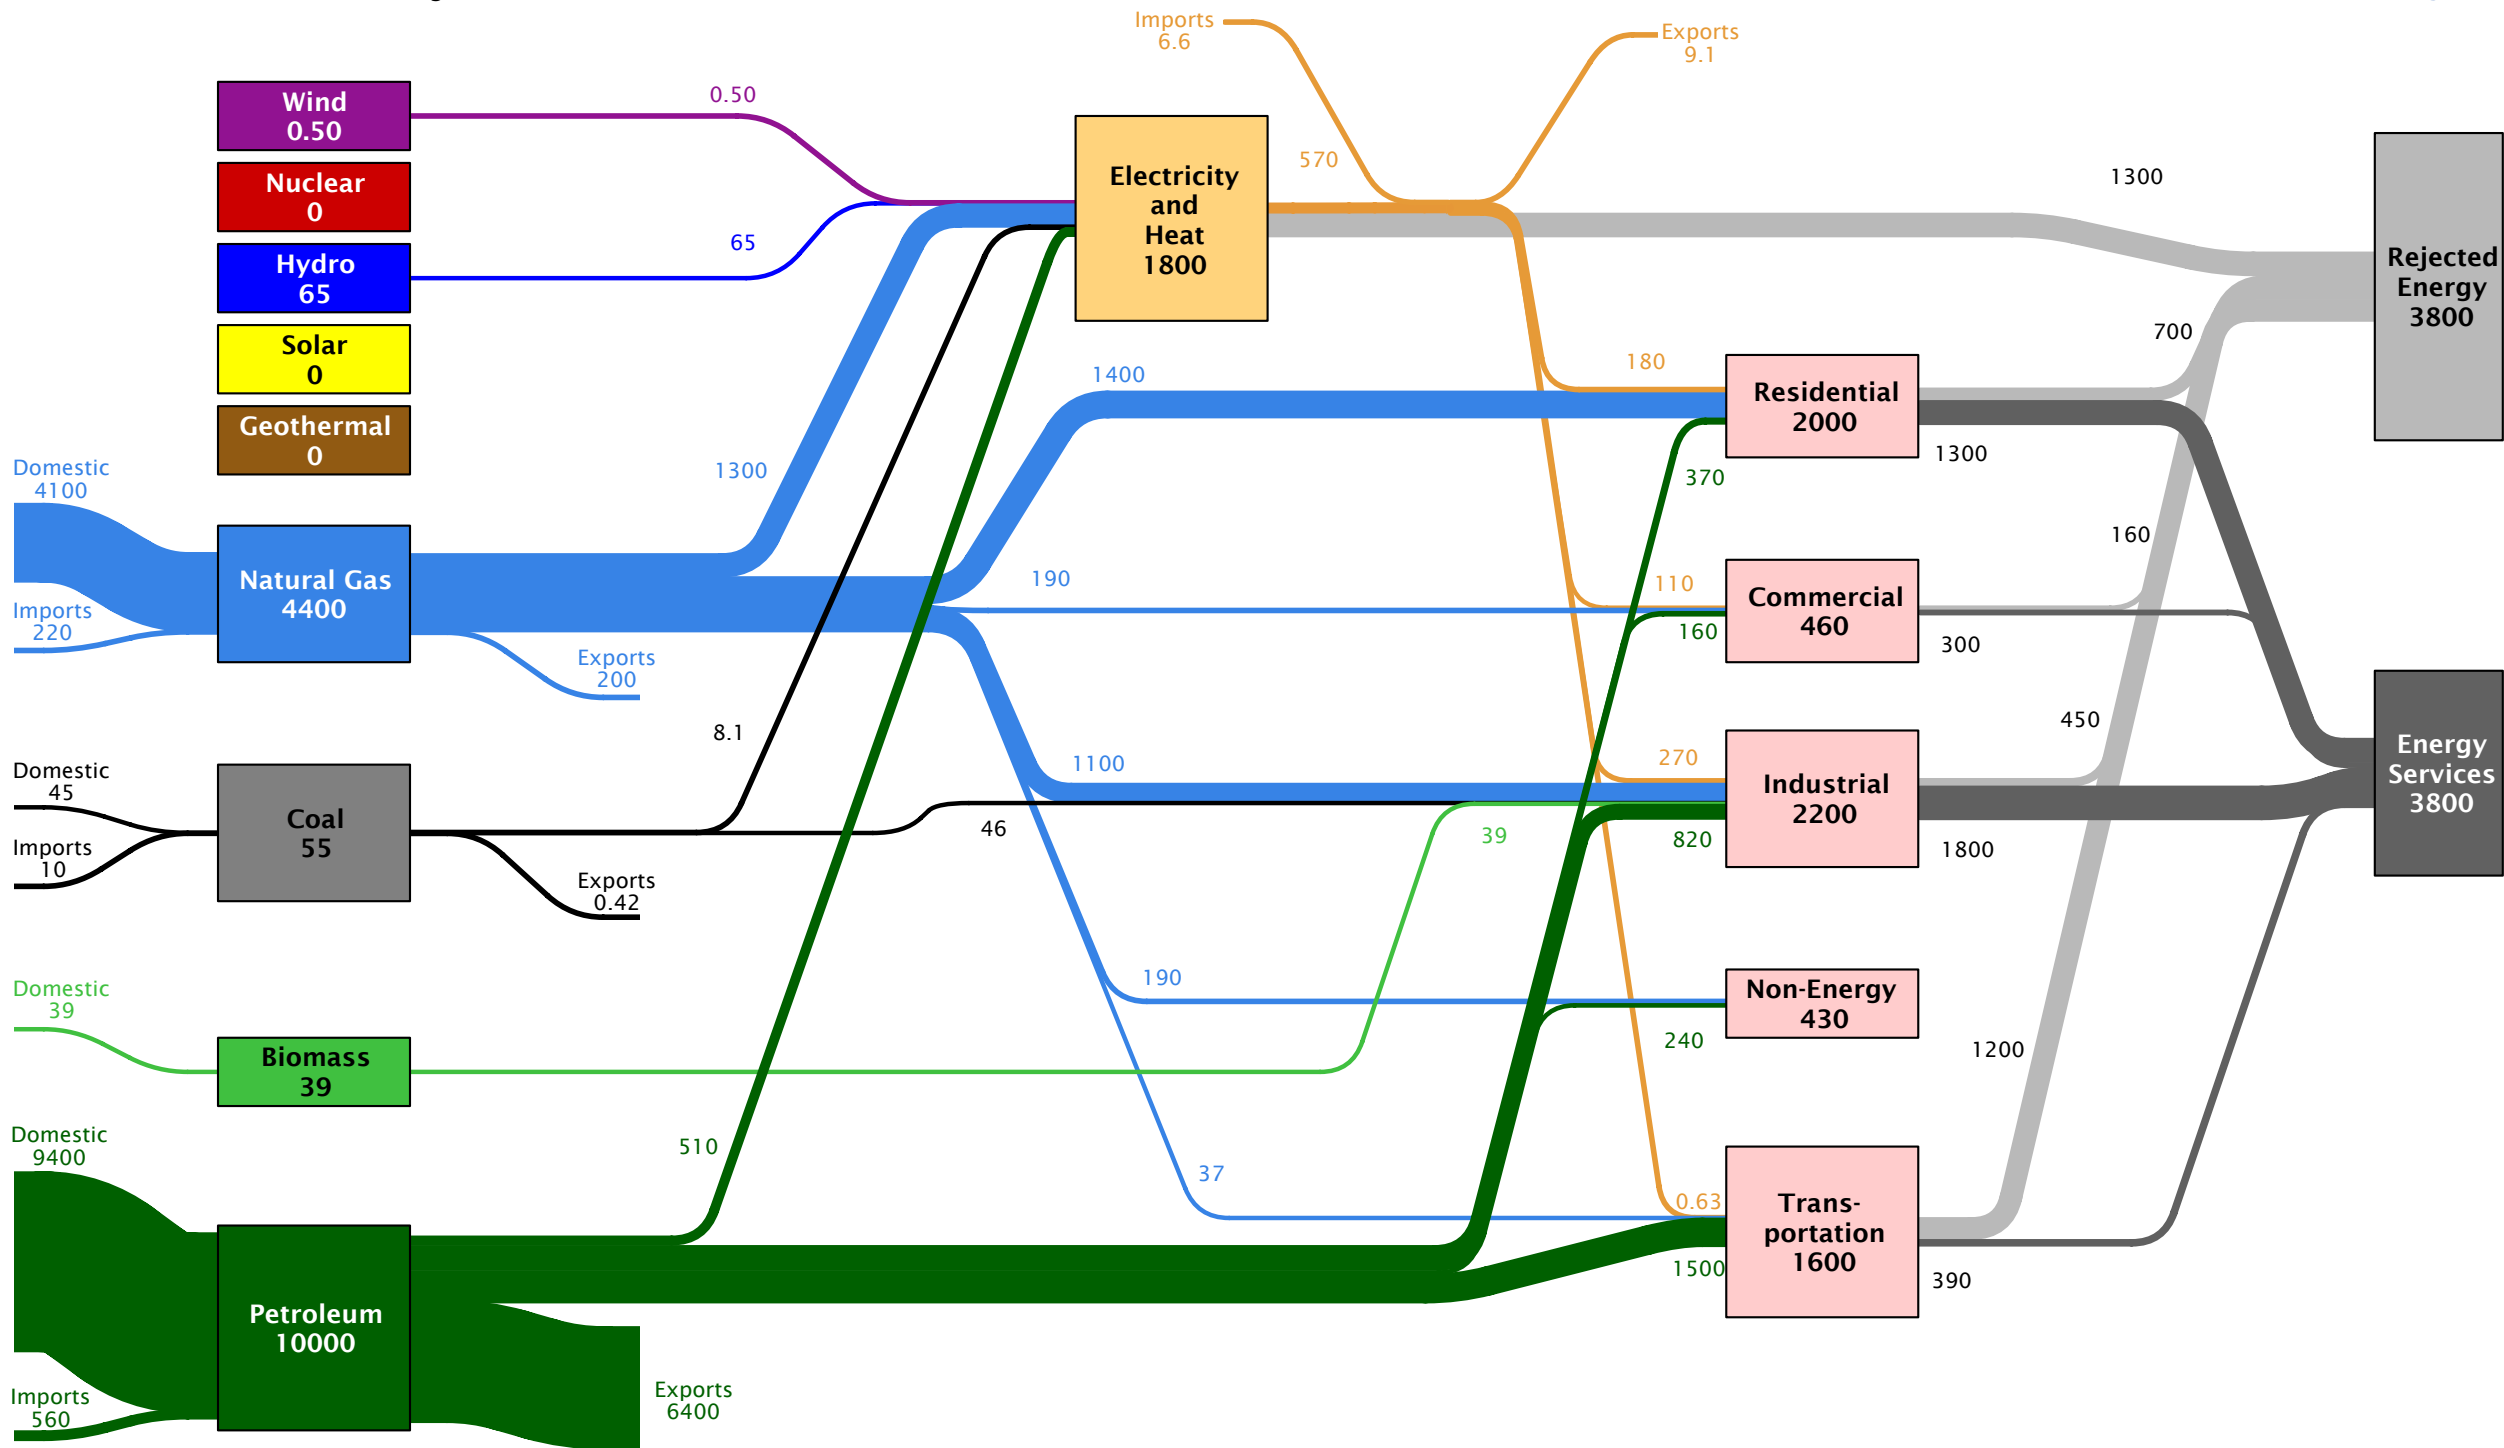 Imports
6.6
Exports
9.1
Wind
0.50
0.50
Nuclear
0
Hydro
65
65
Solar
0
Geothermal
0
Electricity
and
Heat
1800
570
1300
Rejected
Energy
3800
Domestic
4100
Imports
220
Natural Gas
4400
Exports
200
1300
1400
190
1100
190
37
180
370
Residential
2000
700
1300
110
160
Commercial
460
160
300
Domestic
45
Imports
10
Coal
55
Exports
0.42
8.1
46
270
39
820
Industrial
2200
450
1800
Energy
Services
3800
Domestic
39
Biomass
39
240
Non-Energy
430
1200
Domestic
9400
Imports
560
Petroleum
10000
510
Exports
6400
0.63
1500
Trans-
portation
1600
390